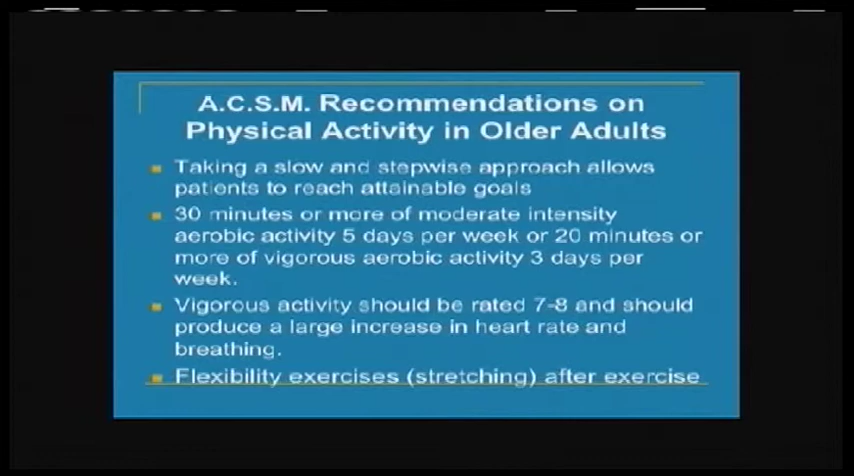 A.C.S.M. Recommendations on
Physical Activity in Older Adults
Taking a slow and stepwise approach allows
patients to reach attainable goals
30 minutes or more of moderate intensity
aerobic activity 5 days per week or 20 minutes or
more of vigorous aerobic activity 3 days per
week.
Vigorous activity should be rated 7-8 and should
produce a large increase in heart rate and
breathing.
Flexibility exercises (stretching) after exercise